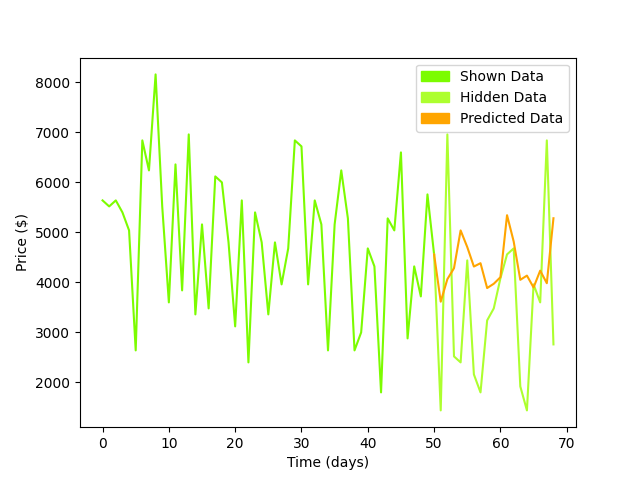 Shown Data
Hidden Data
Predicted Data
8000
7000
6000
5000
4000
3000
2000
Price ($)
0 10 20 30 40 50 60 70
Time (days)